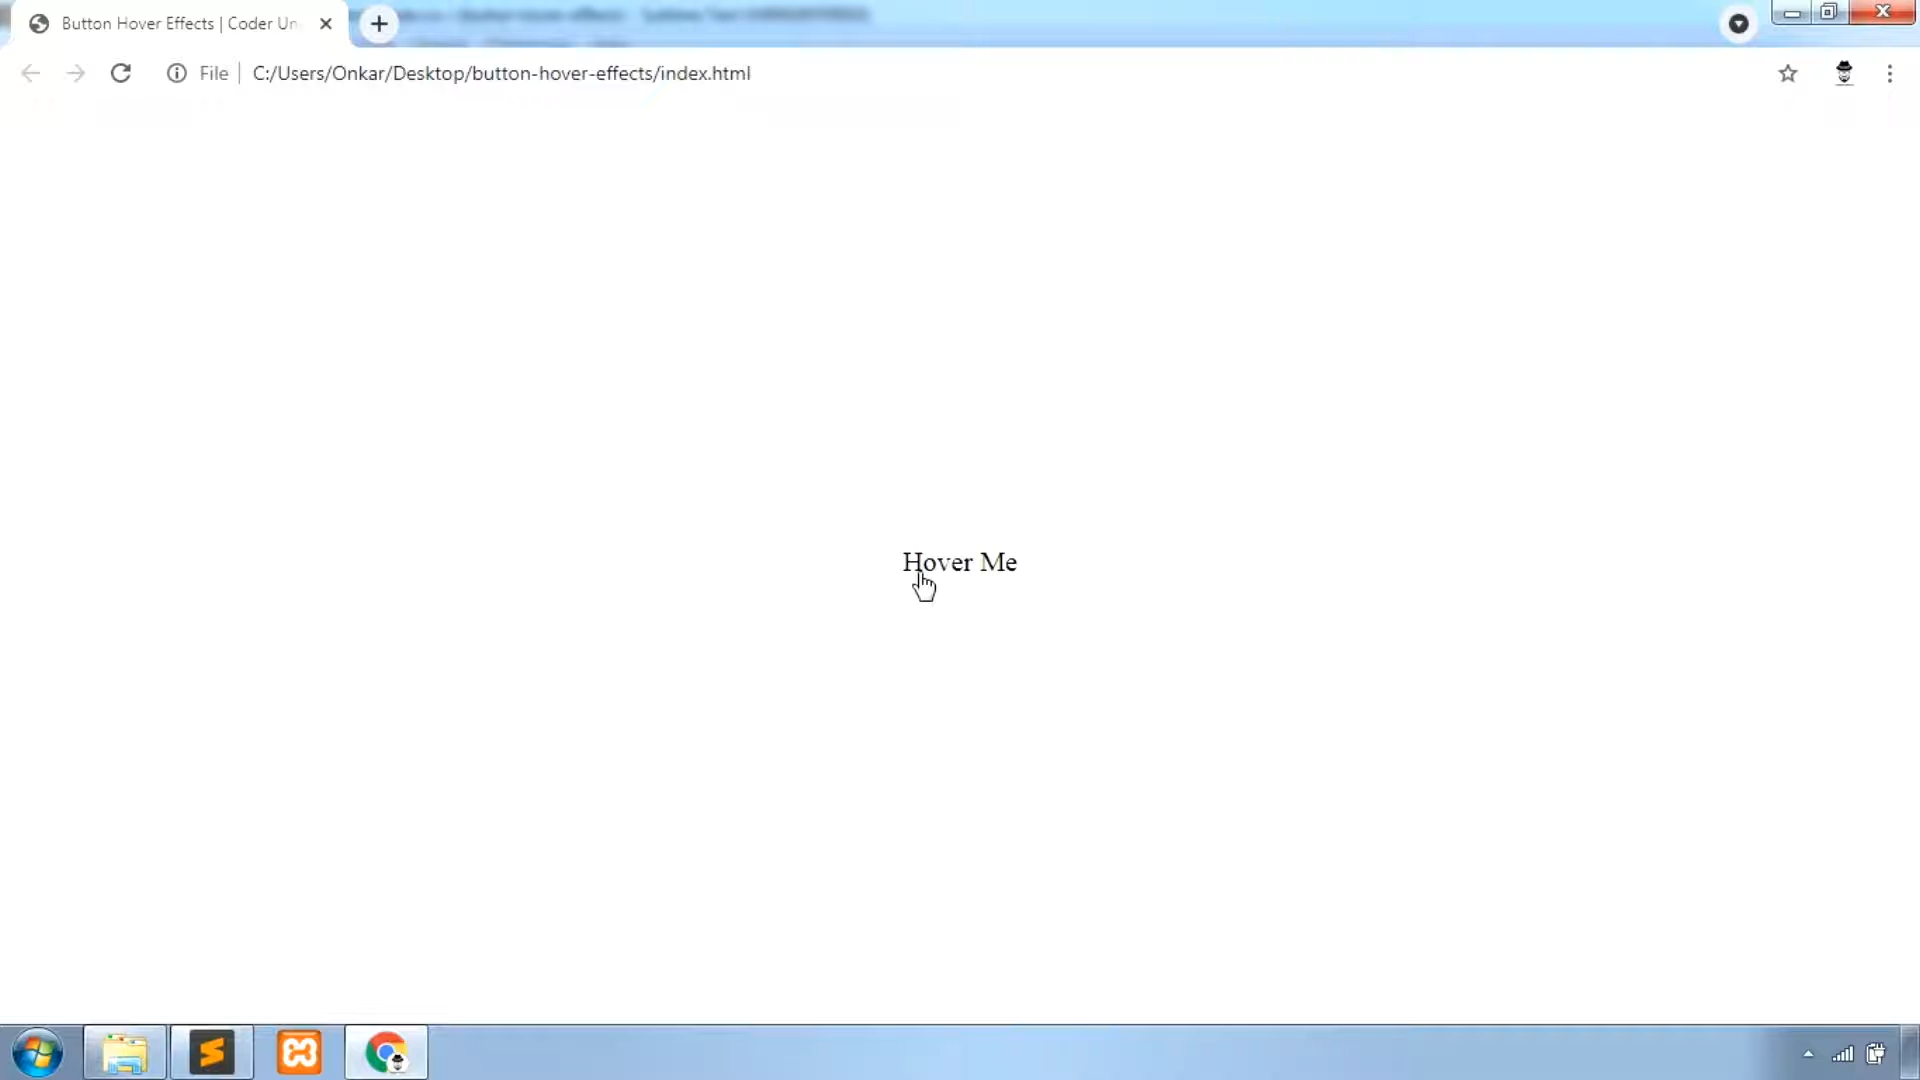 Button Hover Effects | Coder Un
File
C:/Users/Onkar/Desktop/button-hover-effects/index.html
Hover Me